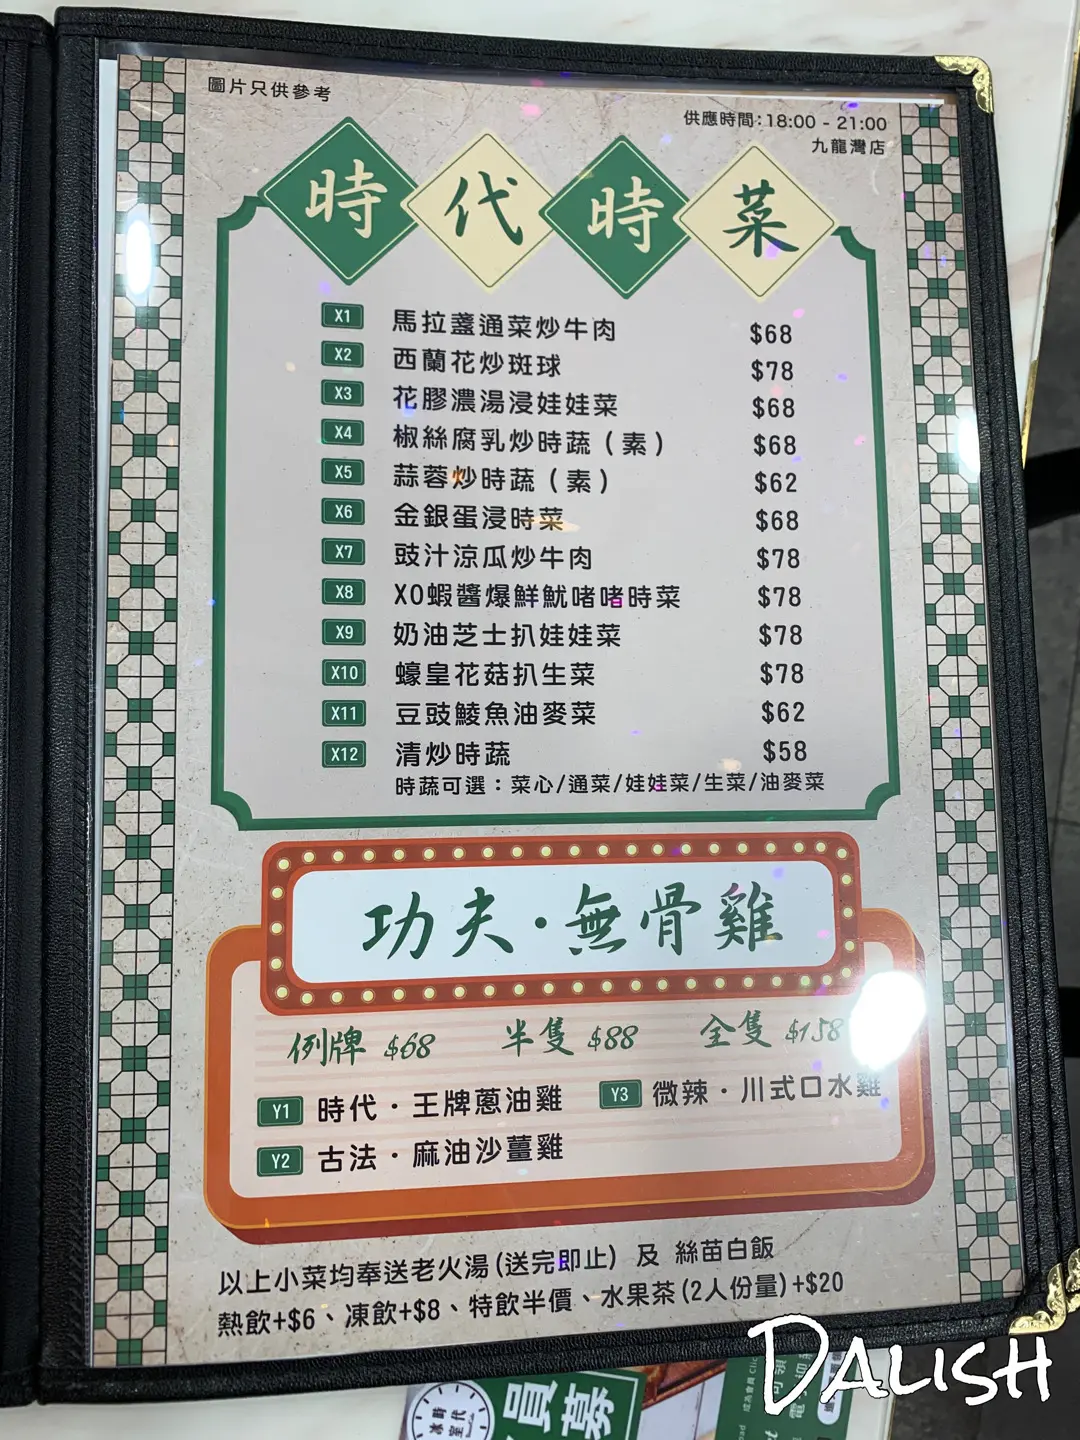 圖片只供參考
供應時間:18:00 - 21:00
九龍灣店
時代時菜
X1 馬拉盞通菜炒牛肉 $68
X2 西蘭花炒斑球 $78
X3 花膠濃湯浸娃娃菜 $68
X4 椒絲腐乳炒時蔬（素） $68
X5 蒜蓉炒時蔬（素） $62
X6 金銀蛋浸時菜 $68
X7 豉汁涼瓜炒牛肉 $78
X8 XO蝦醬爆鮮魷啫啫時菜 $78
X9 奶油芝士扒娃娃菜 $78
X10 蠔皇花菇扒生菜 $78
X11 豆豉鯪魚油麥菜 $62
X12 清炒時蔬 $58
時蔬可選：菜心/通菜/娃娃菜/生菜/油麥菜
功夫·無骨雞
例牌 $68 半隻 $88 全隻 $158
Y1 時代·王牌蔥油雞 Y3 微辣·川式口水雞
Y2 古法·麻油沙薑雞
以上小菜均奉送老火湯(送完即止) 及 絲苗白飯
熱飲+$6、凍飲+$8、特飲半價、水果茶(2人份量)+$20
DALISH
冰時
室代
員募
成為會員